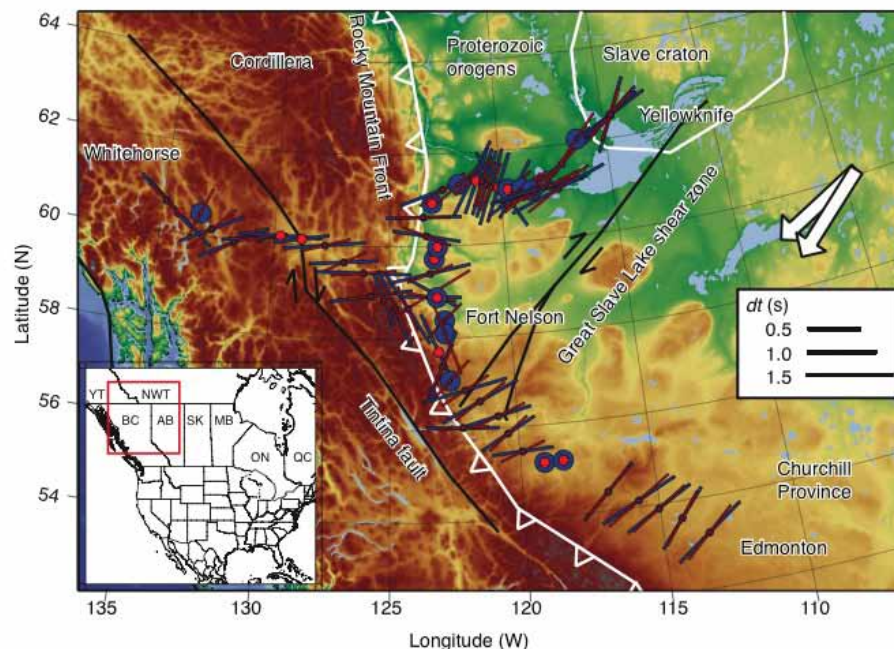 64
62
60
58
56
54
Latitude (N)
135
130
125
120
115
110
Longitude (W)
Cordillera
Rocky Mountain Front
Proterozoic
orogens
Slave craton
Yellowknife
Whitehorse
Great Slave Lake shear zone
Fort Nelson
Tintina fault
Churchill
Province
Edmonton
dt (s)
0.5
1.0
1.5
YT
NWT
BC
AB
SK
MB
ON
QC